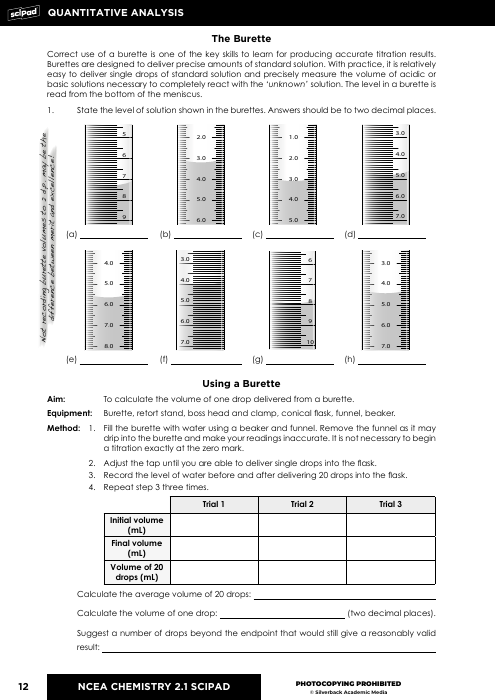 scipad QUANTITATIVE ANALYSIS
The Burette
Correct use of a burette is one of the key skills to learn for producing accurate titration results.
Burettes are designed to deliver precise amounts of standard solution. With practice, it is relatively
easy to deliver single drops of standard solution and precisely measure the volume of acidic or
basic solutions necessary to completely react with the ‘unknown’ solution. The level in a burette is
read from the bottom of the meniscus.
1. State the level of solution shown in the burettes. Answers should be to two decimal places.
Not recording burette volumes to 2 dp may be the
difference between merit and excellence!
5
6
7
8
9
2.0
3.0
4.0
5.0
6.0
1.0
2.0
3.0
4.0
5.0
3.0
4.0
5.0
6.0
7.0
(a) (b) (c) (d)
4.0
5.0
6.0
7.0
8.0
3.0
4.0
5.0
6.0
7.0
6
7
8
9
10
3.0
4.0
5.0
6.0
7.0
(e) (f) (g) (h)
Using a Burette
Aim: To calculate the volume of one drop delivered from a burette.
Equipment: Burette, retort stand, boss head and clamp, conical flask, funnel, beaker.
Method: 1. Fill the burette with water using a beaker and funnel. Remove the funnel as it may
drip into the burette and make your readings inaccurate. It is not necessary to begin
a titration exactly at the zero mark.
2. Adjust the tap until you are able to deliver single drops into the flask.
3. Record the level of water before and after delivering 20 drops into the flask.
4. Repeat step 3 three times.
Trial 1 Trial 2 Trial 3
Initial volume
(mL)
Final volume
(mL)
Volume of 20
drops (mL)
Calculate the average volume of 20 drops:
Calculate the volume of one drop: (two decimal places).
Suggest a number of drops beyond the endpoint that would still give a reasonably valid
result:
12 NCEA CHEMISTRY 2.1 SCIPAD PHOTOCOPYING PROHIBITED
© Silverback Academic Media